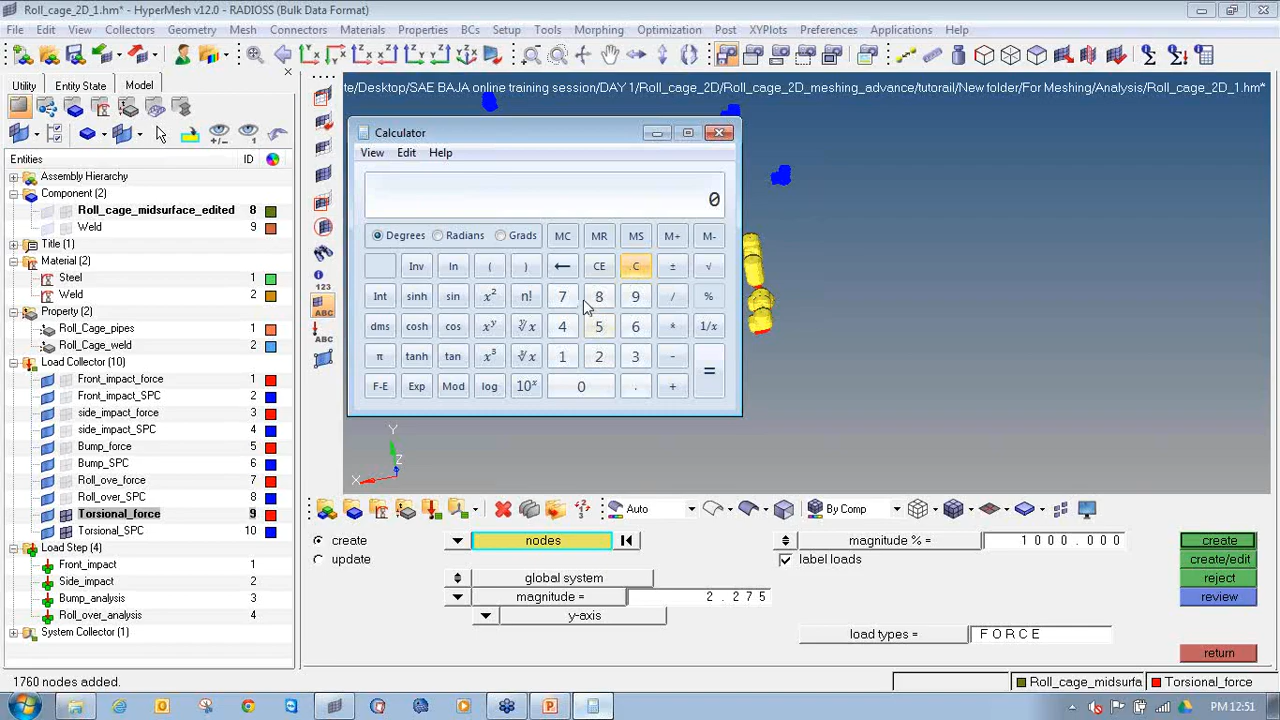 Roll_cage_2D_1.hm* - HyperMesh v12.0 - RADIOSS (Bulk Data Format)
File Edit View Collectors Geometry Mesh Connectors Materials Properties BCs Setup Tools Morphing Optimization Post XYPlots Preferences Applications Help
Utility Entity State Model
te/Desktop/SAE BAJA online training session/DAY 1/Roll_cage_2D/Roll_cage_2D_meshing_advance/tutorail/New folder/For Meshing/Analysis/Roll_cage_2D_1.hm*
Entities ID
Assembly Hierarchy
Component (2)
Roll_cage_midsurface_edited 8
Weld 9
Title (1)
Material (2)
Steel 1
Weld 2
Property (2)
Roll_Cage_pipes 1
Roll_Cage_weld 2
Load Collector (10)
Front_impact_force 1
Front_impact_SPC 2
side_impact_force 3
side_impact_SPC 4
Bump_force 5
Bump_SPC 6
Roll_ove_force 7
Roll_over_SPC 8
Torsional_force 9
Torsional_SPC 10
Load Step (4)
Front_impact 1
Side_impact 2
Bump_analysis 3
Roll_over_analysis 4
System Collector (1)
123
ABC
ABC
Calculator
View Edit Help
0
Degrees Radians Grads MC MR MS M+ M-
Inv ln ( ) ← CE C ± √
Int sinh sin x² n! 7 8 9 / %
dms cosh cos xʸ ʸ√x 4 5 6 * 1/x
π tanh tan x³ ³√x 1 2 3 - =
F-E Exp Mod log 10ˣ 0 . +
Y
Z
X
Auto By Comp
create nodes magnitude % = 1000.000 create
update label loads create/edit
global system reject
magnitude = 2.275 review
y-axis
load types = FORCE
return
1760 nodes added. Roll_cage_midsurfa Torsional_force
PM 12:51